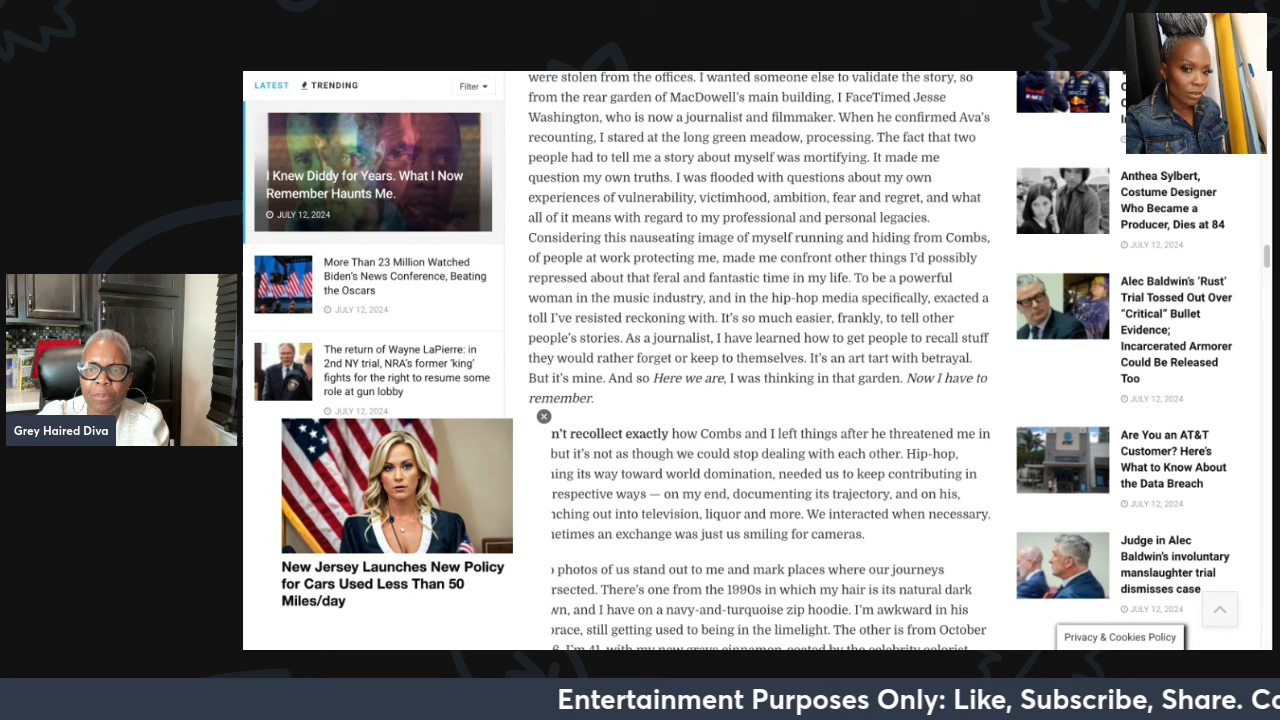 LATEST
TRENDING
Filter
I Knew Diddy for Years. What I Now
Remember Haunts Me.
JULY 12, 2024
More Than 23 Million Watched
Biden's News Conference, Beating
the Oscars
JULY 12, 2024
The return of Wayne LaPierre: in
2nd NY trial, NRA's former 'king'
fights for the right to resume some
role at gun lobby
JULY 12, 2024
New Jersey Launches New Policy
for Cars Used Less Than 50
Miles/day
were stolen from the offices. I wanted someone else to validate the story, so
from the rear garden of MacDowell's main building, I FaceTimed Jesse
Washington, who is now a journalist and filmmaker. When he confirmed Ava's
recounting, I stared at the long green meadow, processing. The fact that two
people had to tell me a story about myself was mortifying. It made me
question my own truths. I was flooded with questions about my own
experiences of vulnerability, victimhood, ambition, fear and regret, and what
all of it means with regard to my professional and personal legacies.
Considering this nauseating image of myself running and hiding from Combs,
of people at work protecting me, made me confront other things I'd possibly
repressed about that feral and fantastic time in my life. To be a powerful
woman in the music industry, and in the hip-hop media specifically, exacted a
toll I've resisted reckoning with. It's so much easier, frankly, to tell other
people's stories. As a journalist, I have learned how to get people to recall stuff
they would rather forget or keep to themselves. It's an art tart with betrayal.
But it's mine. And so Here we are, I was thinking in that garden. Now I have to
remember.
n't recollect exactly how Combs and I left things after he threatened me in
but it's not as though we could stop dealing with each other. Hip-hop,
ing its way toward world domination, needed us to keep contributing in
respective ways — on my end, documenting its trajectory, and on his,
nching out into television, liquor and more. We interacted when necessary.
etimes an exchange was just us smiling for cameras.
photos of us stand out to me and mark places where our journeys
rsected. There's one from the 1990s in which my hair is its natural dark
wn, and I have on a navy-and-turquoise zip hoodie. I'm awkward in his
race, still getting used to being in the limelight. The other is from October
Anthea Sylbert,
Costume Designer
Who Became a
Producer, Dies at 84
JULY 12, 2024
Alec Baldwin's 'Rust'
Trial Tossed Out Over
"Critical" Bullet
Evidence;
Incarcerated Armorer
Could Be Released
Too
JULY 12, 2024
Are You an AT&T
Customer? Here's
What to Know About
the Data Breach
JULY 12, 2024
Judge in Alec
Baldwin's involuntary
manslaughter trial
dismisses case
JULY 12, 2024
Privacy & Cookies Policy
Grey Haired Diva
Entertainment Purposes Only: Like, Subscribe, Share. Co